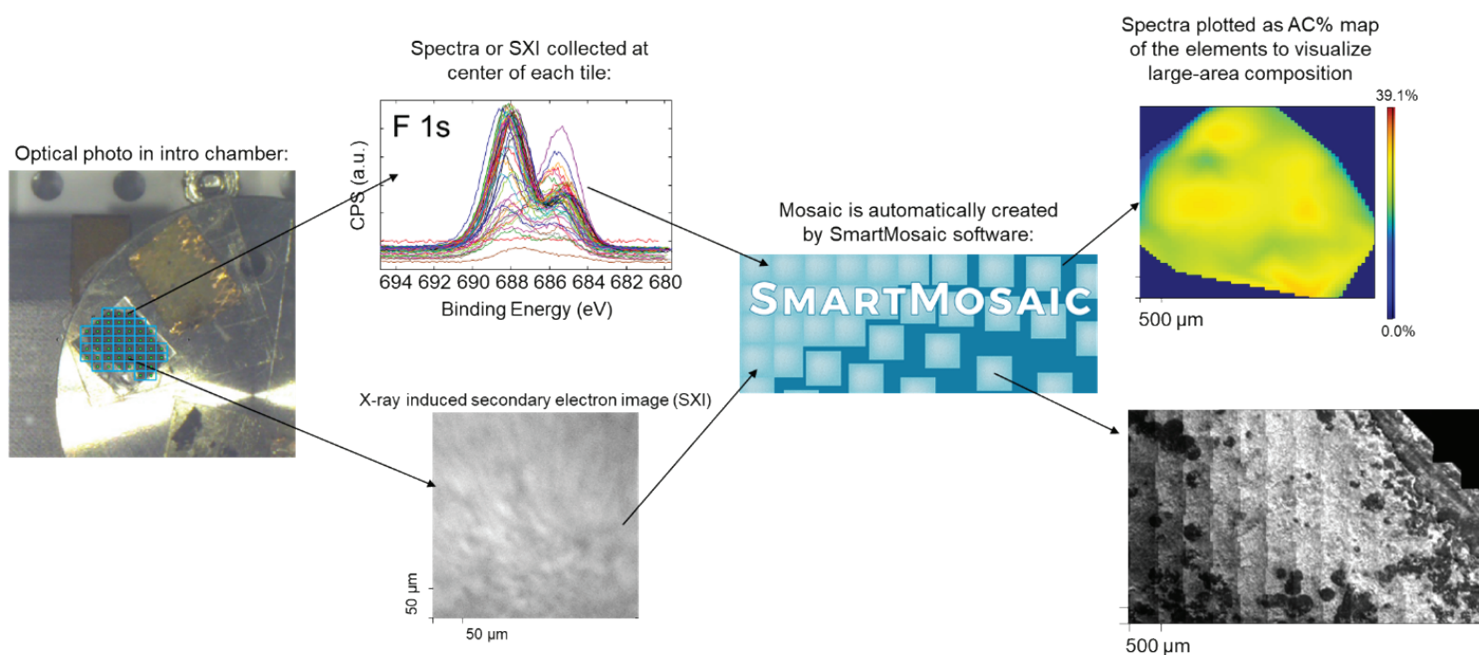 Optical photo in intro chamber:
Spectra or SXI collected at
center of each tile:
F 1s
CPS (a.u.)
694 692 690 688 686 684 682 680
Binding Energy (eV)
X-ray induced secondary electron image (SXI)
50 µm
50 µm
Mosaic is automatically created
by SmartMosaic software:
SMARTMOSAIC
Spectra plotted as AC% map
of the elements to visualize
large-area composition
39.1%
0.0%
500 µm
500 µm